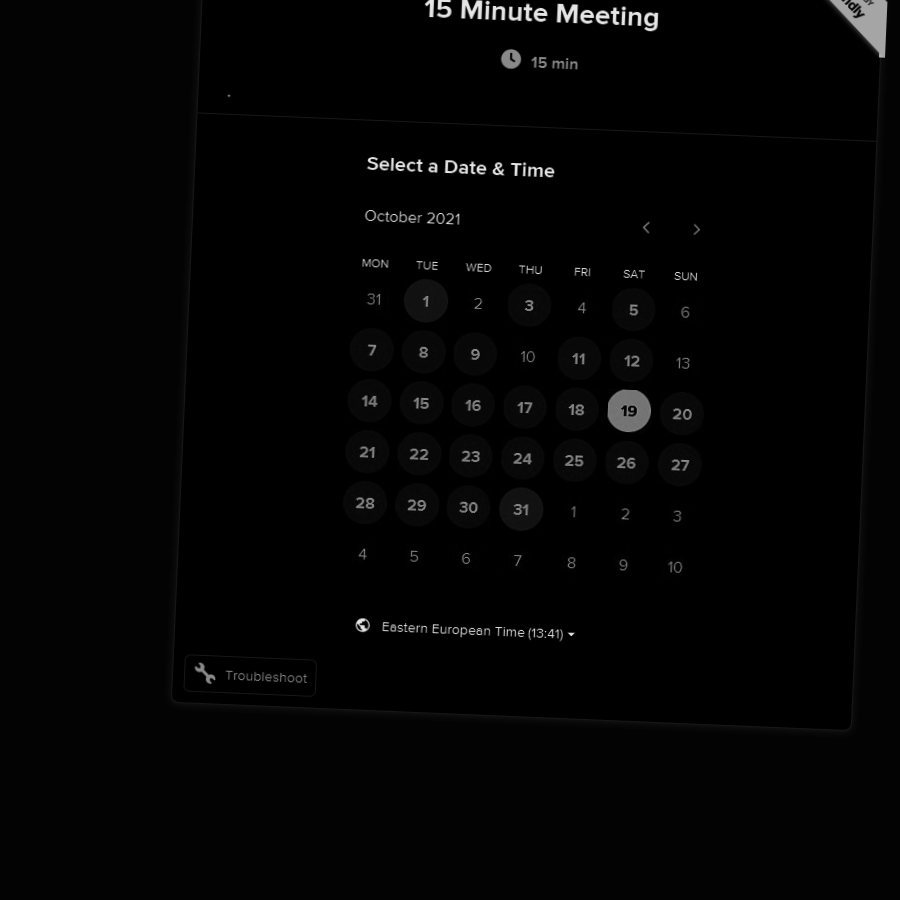 15 Minute Meeting
15 min
.
Select a Date & Time
October 2021
MON TUE WED THU FRI SAT SUN
31 1 2 3 4 5 6
7 8 9 10 11 12 13
14 15 16 17 18 19 20
21 22 23 24 25 26 27
28 29 30 31 1 2 3
4 5 6 7 8 9 10
Eastern European Time (13:41)
Troubleshoot